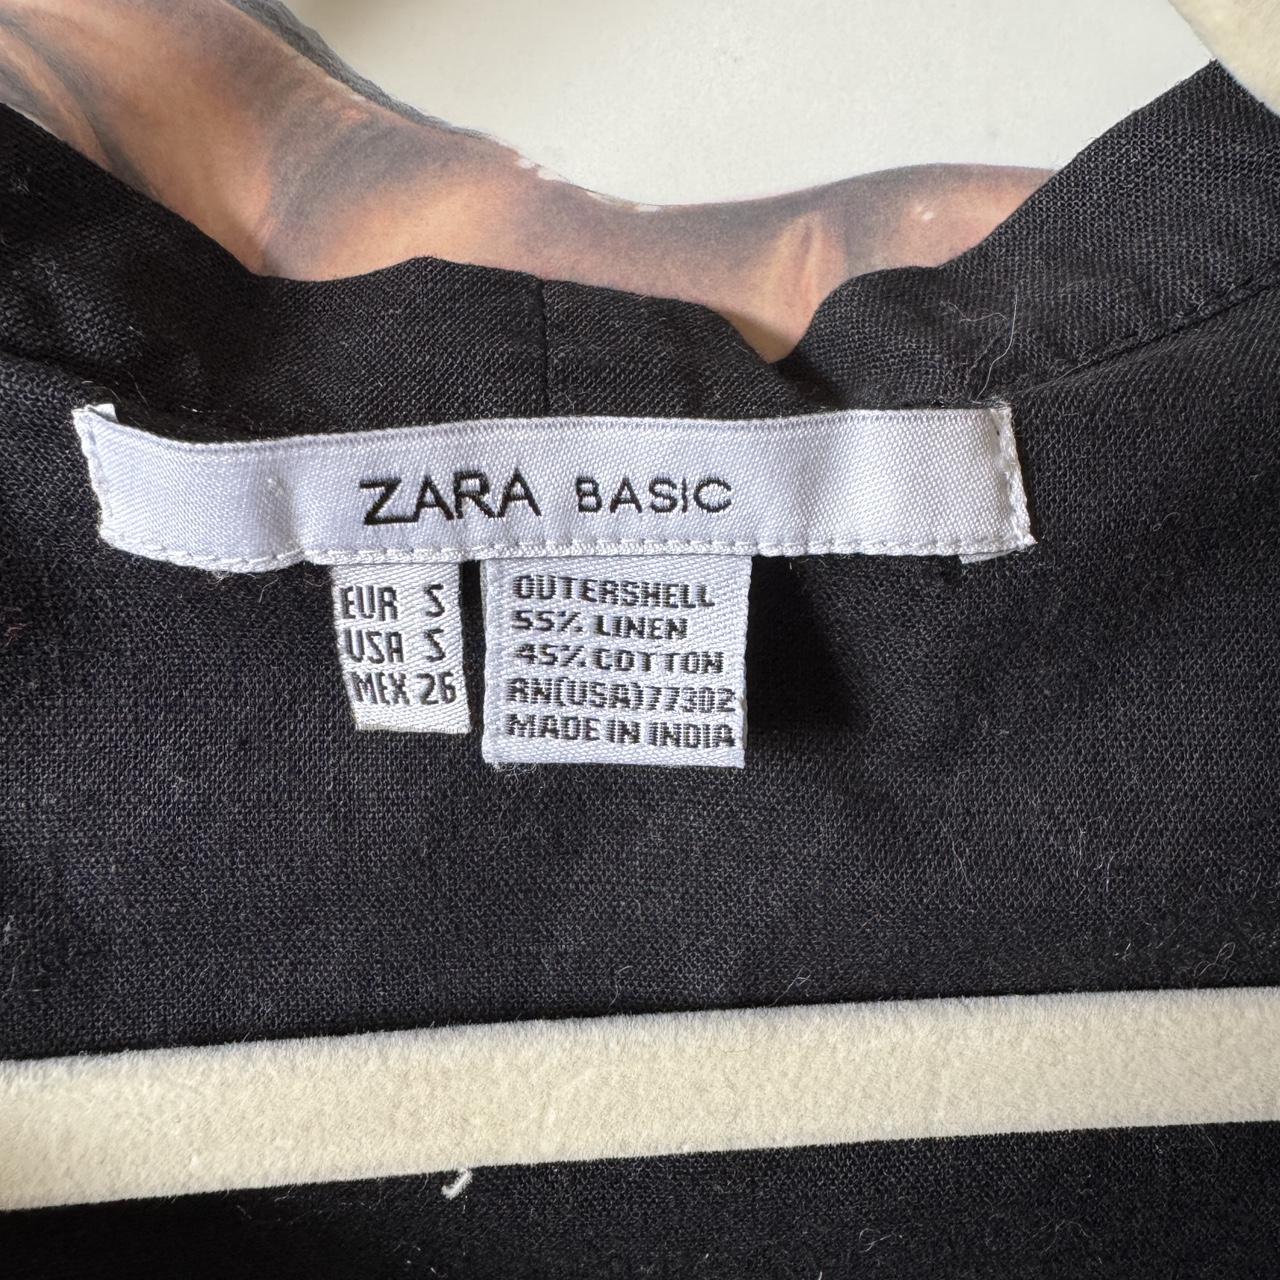 ZARA BASIC
EUR S
USA S
MEX 26
OUTERSHELL
55% LINEN
45% COTTON
RN(USA)77302
MADE IN INDIA